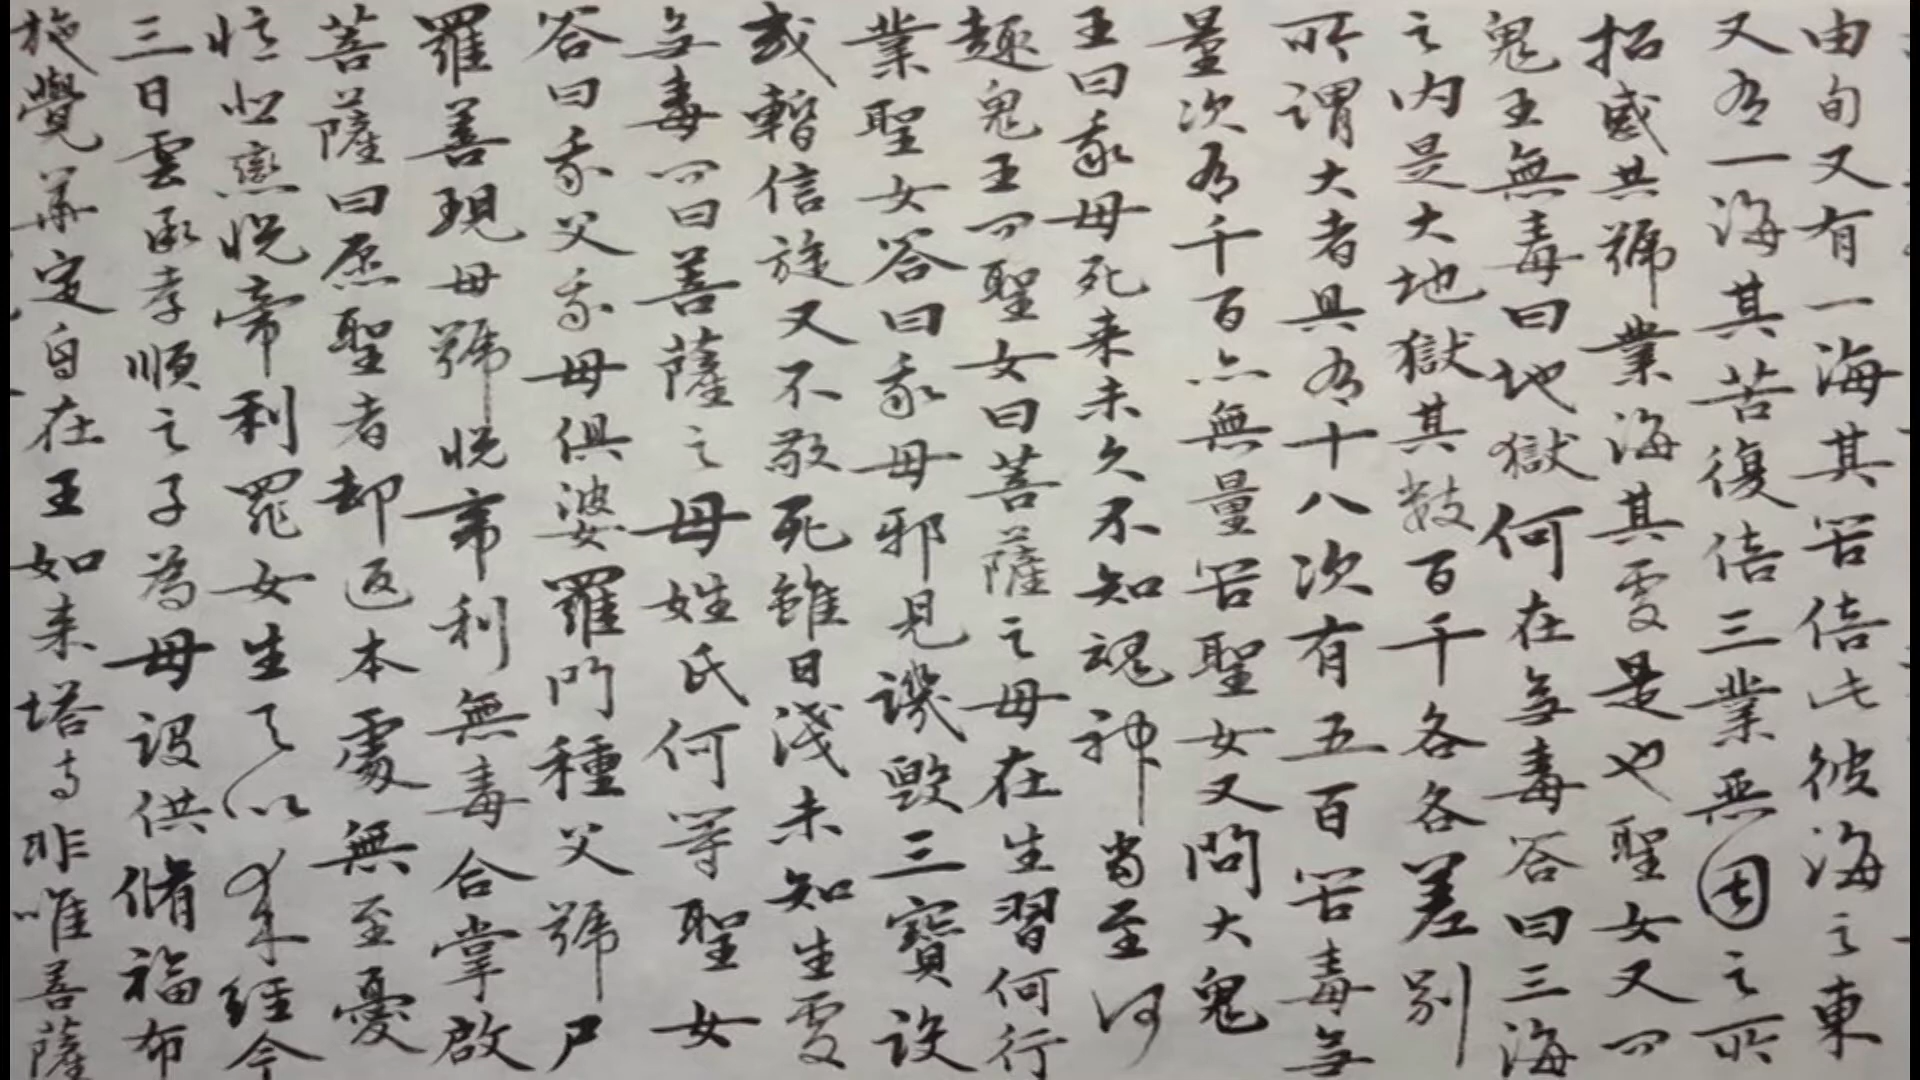 由旬又有一海其苦倍此彼海之東
又有一海其苦復倍三業惡因之所
招感共號業海其處是也聖女又問
鬼王無毒曰地獄何在無毒答曰三海
之内是大地獄其數百千各各差別
所謂大者具有十八次有五百苦毒無
量次有千百亦無量苦聖女又問大鬼
王曰我母死来未久不知魂神當至何
趣鬼王問聖女曰菩薩之母在生習何行
業聖女答曰我母邪見譏毀三寶設
或暫信旋又不敬死雖日淺未知生處
無毒問曰菩薩之母姓氏何等聖女
答曰我父我母俱婆羅門種父號尸
羅善現母號悦帝利無毒合掌啟
菩薩曰愿聖者却返本處無至憂
憶悲戀悦帝利罪女生天以来經今
三日雲承孝順之子為母設供脩福布
施覺華定自在王如来塔寺非唯菩薩